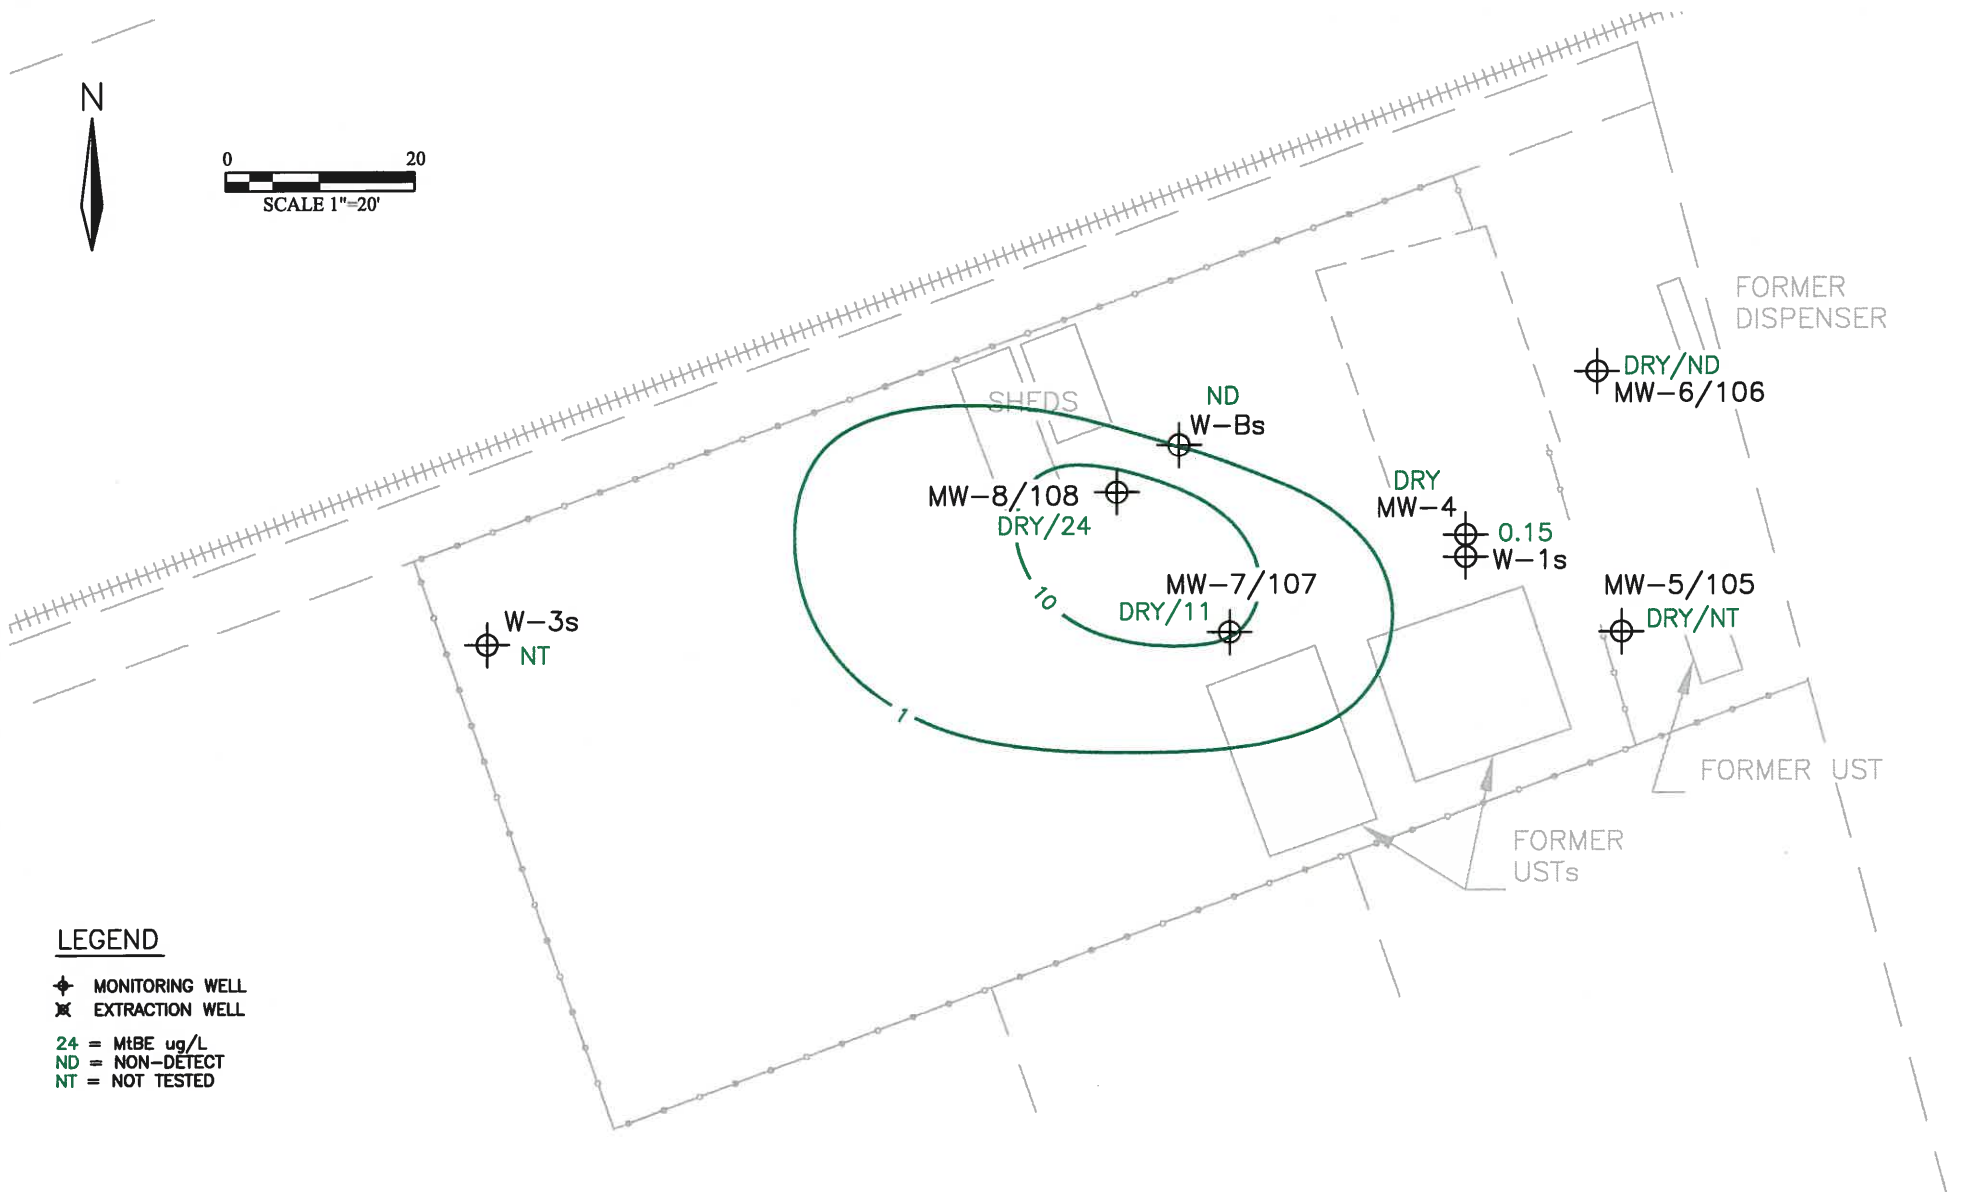 N
0 20
SCALE 1"=20'
FORMER
DISPENSER
SHEDS
ND
W-Bs
DRY/ND
MW-6/106
MW-8/108
DRY/24
DRY
MW-4
0.15
W-1s
MW-7/107
DRY/11
MW-5/105
DRY/NT
10
W-3s
NT
1
FORMER UST
FORMER
USTs
LEGEND
MONITORING WELL
EXTRACTION WELL
24 = MtBE ug/L
ND = NON-DETECT
NT = NOT TESTED